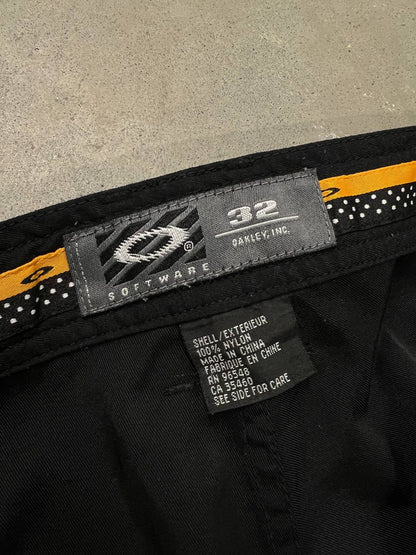 32
OAKLEY, INC.
®
SOFTWARE
SHELL/EXTERIEUR
100% NYLON
MADE IN CHINA
FABRIQUE EN CHINE
RN 96548
CA 35460
SEE SIDE FOR CARE